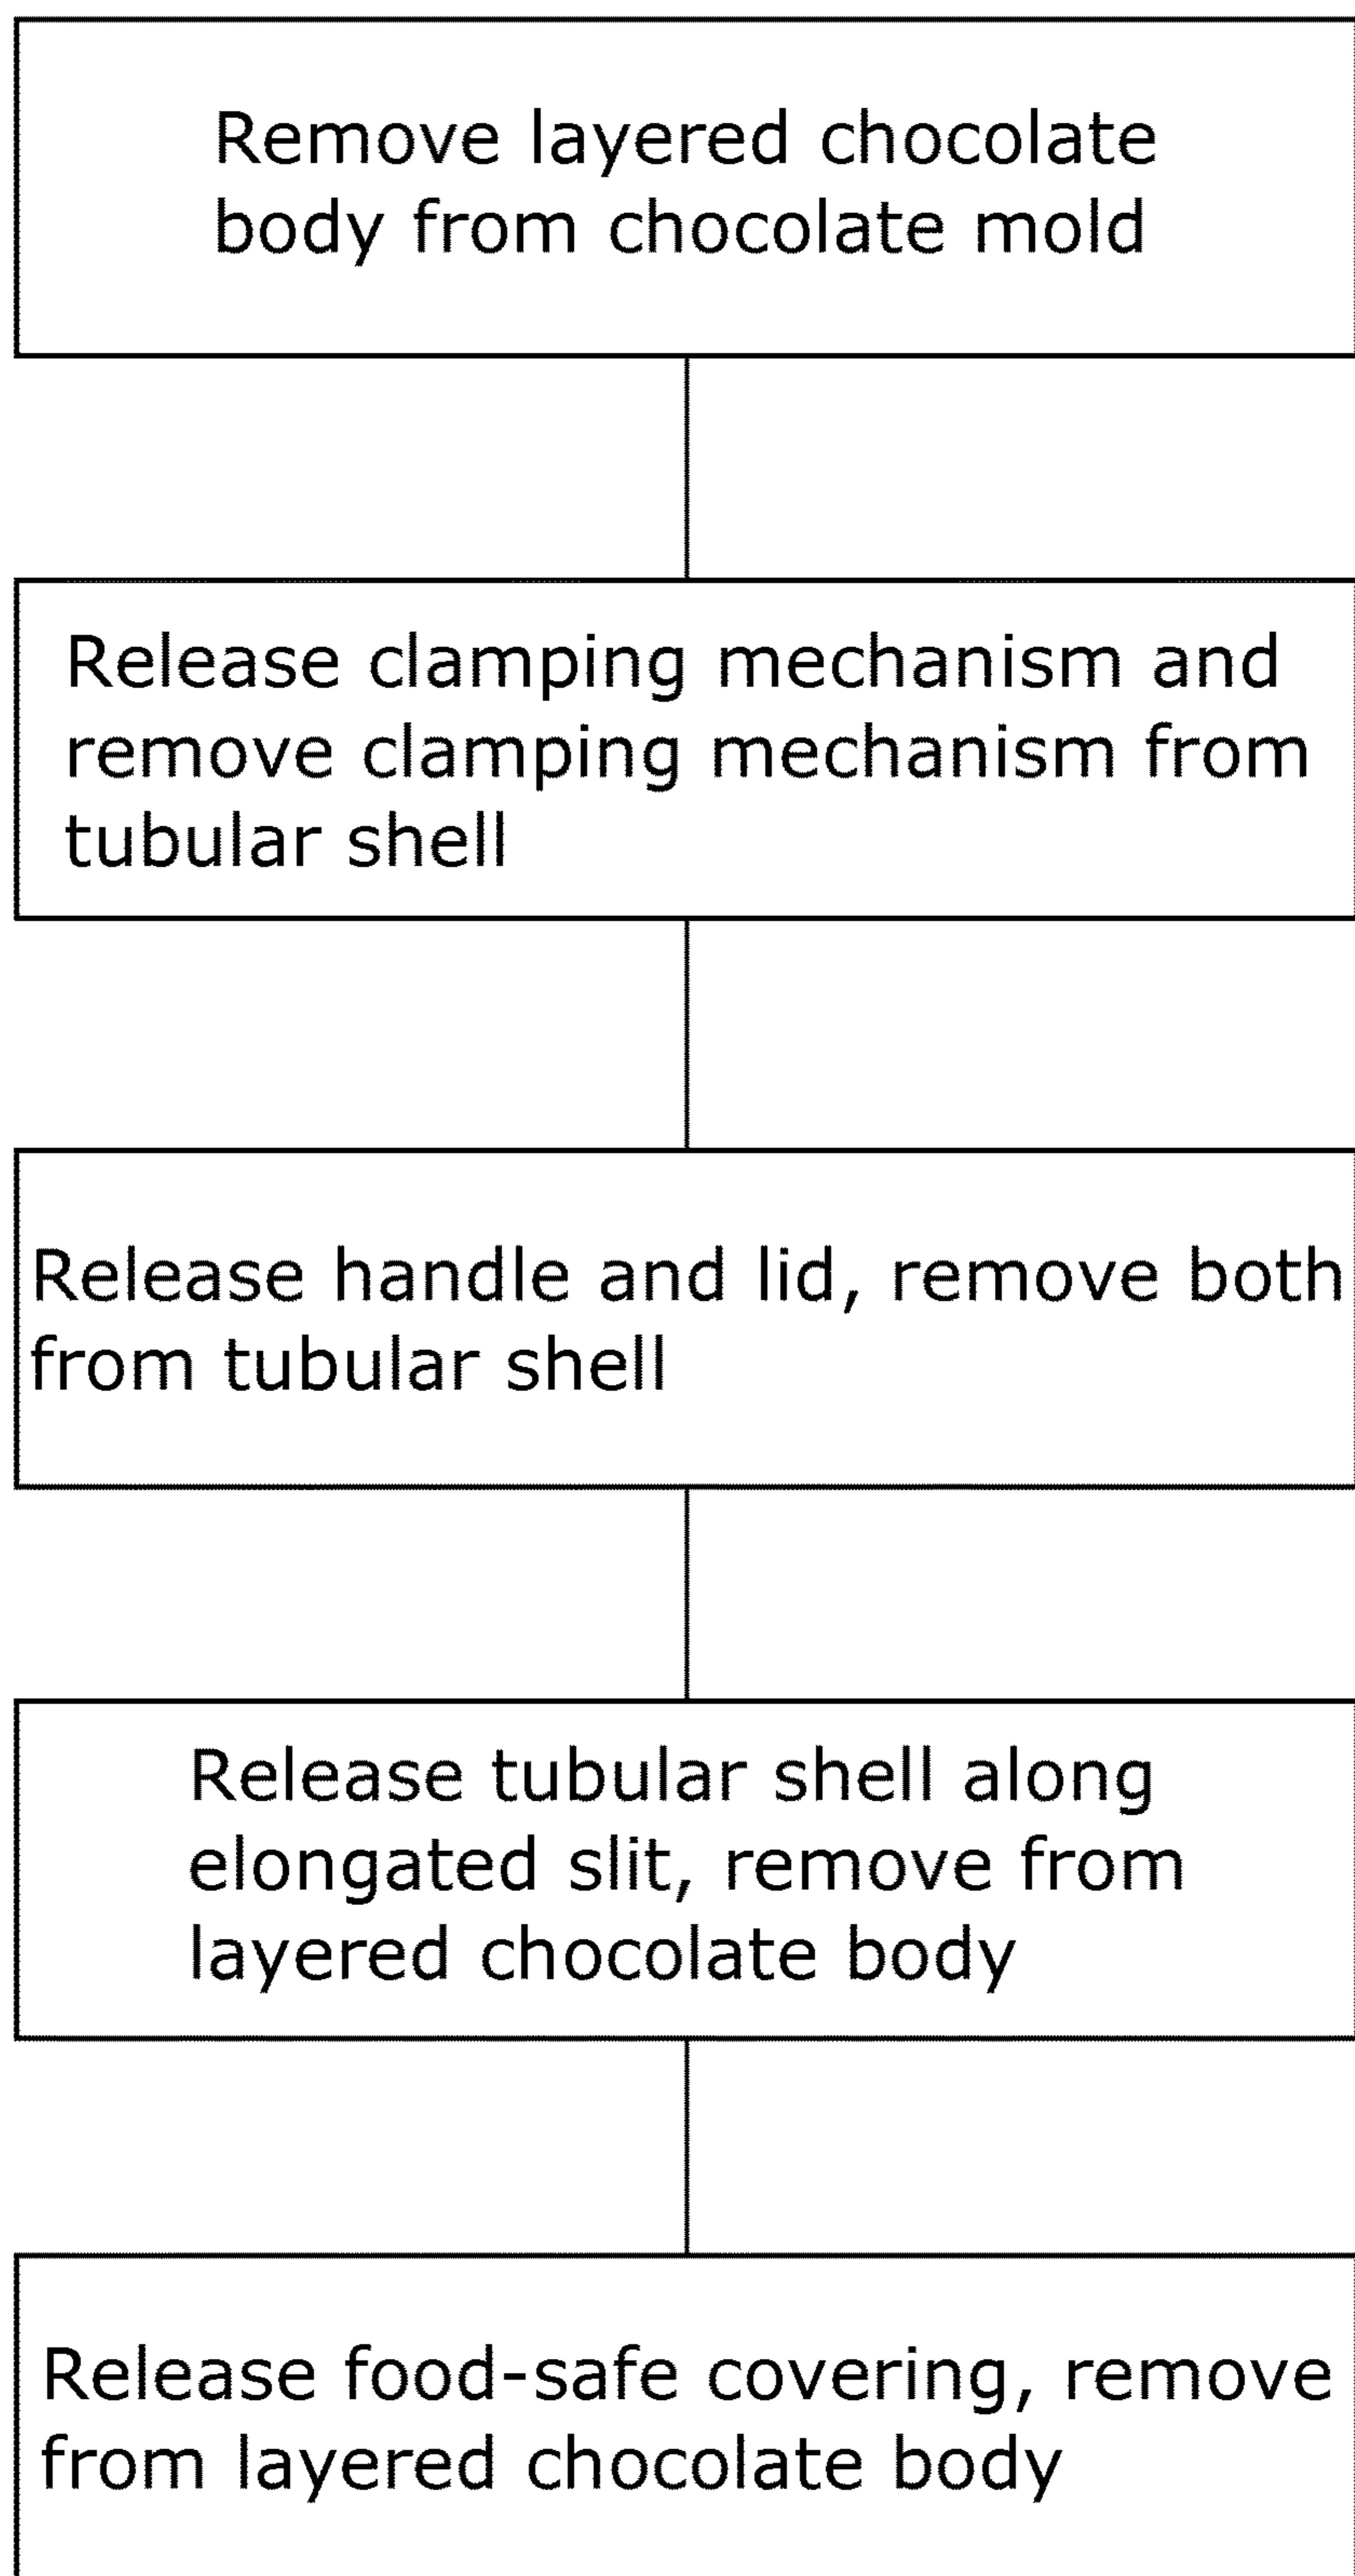 Remove layered chocolate
body from chocolate mold
Release clamping mechanism and
remove clamping mechanism from
tubular shell
Release handle and lid, remove both
from tubular shell
Release tubular shell along
elongated slit, remove from
layered chocolate body
Release food-safe covering, remove
from layered chocolate body